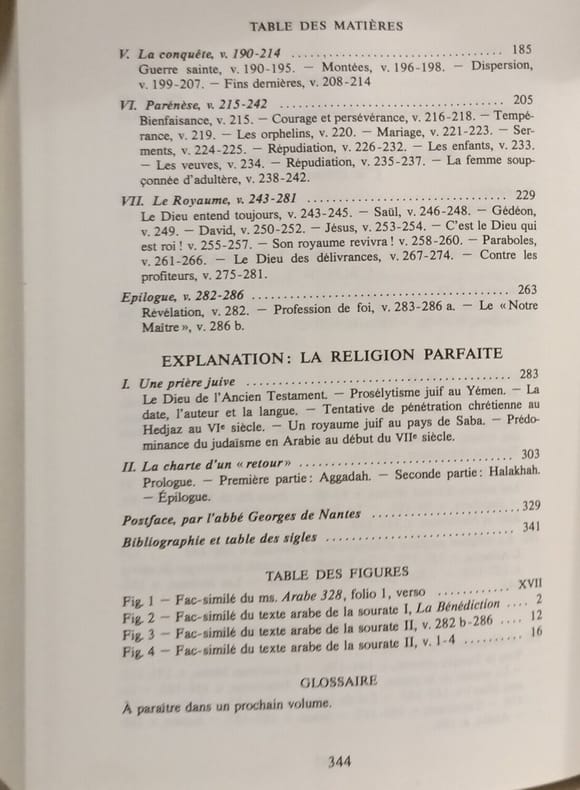 TABLE DES MATIÈRES
V. La conquête, v. 190-214 ................................ 185
Guerre sainte, v. 190-195. — Montées, v. 196-198. — Dispersion,
v. 199-207. — Fins dernières, v. 208-214
VI. Parénèse, v. 215-242 .................................. 205
Bienfaisance, v. 215. — Courage et persévérance, v. 216-218. — Tempé-
rance, v. 219. — Les orphelins, v. 220. — Mariage, v. 221-223. — Ser-
ments, v. 224-225. — Répudiation, v. 226-232. — Les enfants, v. 233.
— Les veuves, v. 234. — Répudiation, v. 235-237. — La femme soup-
çonnée d'adultère, v. 238-242.
VII. Le Royaume, v. 243-281 ............................... 229
Le Dieu entend toujours, v. 243-245. — Saül, v. 246-248. — Gédéon,
v. 249. — David, v. 250-252. — Jésus, v. 253-254. — C'est le Dieu qui
est roi ! v. 255-257. — Son royaume revivra ! v. 258-260. — Paraboles,
v. 261-266. — Le Dieu des délivrances, v. 267-274. — Contre les
profiteurs, v. 275-281.
Epilogue, v. 282-286 ...................................... 263
Révélation, v. 282. — Profession de foi, v. 283-286 a. — Le « Notre
Maître », v. 286 b.
EXPLANATION : LA RELIGION PARFAITE
I. Une prière juive ....................................... 283
Le Dieu de l'Ancien Testament. — Prosélytisme juif au Yémen. — La
date, l'auteur et la langue. — Tentative de pénétration chrétienne au
Hedjaz au VIe siècle. — Un royaume juif au pays de Saba. — Prédo-
minance du judaïsme en Arabie au début du VIIe siècle.
II. La charte d'un « retour » ............................. 303
Prologue. — Première partie : Aggadah. — Seconde partie : Halakhah.
— Épilogue.
Postface, par l'abbé Georges de Nantes .................... 329
Bibliographie et table des sigles ......................... 341
TABLE DES FIGURES
Fig. 1 — Fac-similé du ms. Arabe 328, folio 1, verso ............ XVII
Fig. 2 — Fac-similé du texte arabe de la sourate I, La Bénédiction .... 2
Fig. 3 — Fac-similé du texte arabe de la sourate II, v. 282 b-286 .... 12
Fig. 4 — Fac-similé du texte arabe de la sourate II, v. 1-4 .......... 16
GLOSSAIRE
À paraître dans un prochain volume.
344